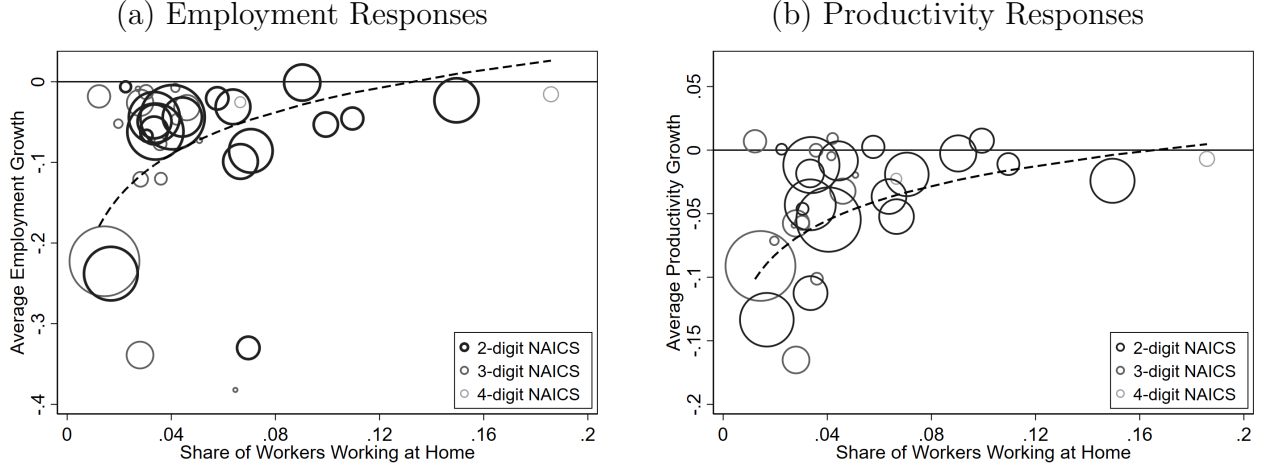 (a) Employment Responses
Average Employment Growth
0
-.1
-.2
-.3
-.4
0 .04 .08 .12 .16 .2
Share of Workers Working at Home
2-digit NAICS
3-digit NAICS
4-digit NAICS
(b) Productivity Responses
Average Productivity Growth
.05
0
-.05
-.1
-.15
-.2
0 .04 .08 .12 .16 .2
Share of Workers Working at Home
2-digit NAICS
3-digit NAICS
4-digit NAICS